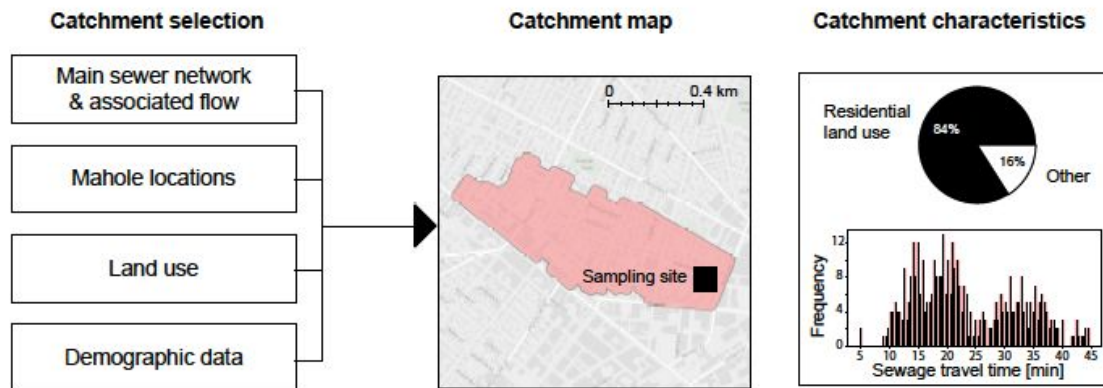 Catchment selection
Main sewer network
& associated flow
Mahole locations
Land use
Demographic data
Catchment map
0 0.4 km
Sampling site
Catchment characteristics
Residential
land use
84%
16%
Other
Frequency
12
8
4
0
5 10 15 20 25 30 35 40 45
Sewage travel time [min]